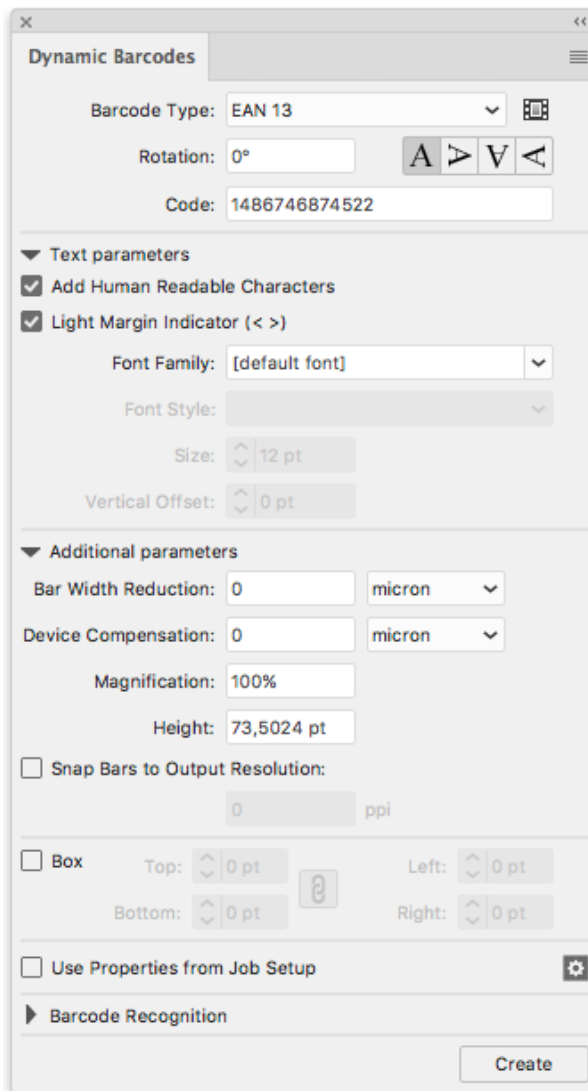 Dynamic Barcodes
Barcode Type: EAN 13
Rotation: 0° A A A A
Code: 1486746874522
Text parameters
Add Human Readable Characters
Light Margin Indicator (< >)
Font Family: [default font]
Font Style:
Size: 12 pt
Vertical Offset: 0 pt
Additional parameters
Bar Width Reduction: 0 micron
Device Compensation: 0 micron
Magnification: 100%
Height: 73,5024 pt
Snap Bars to Output Resolution:
0 ppi
Box Top: 0 pt Left: 0 pt
Bottom: 0 pt Right: 0 pt
Use Properties from Job Setup
Barcode Recognition
Create